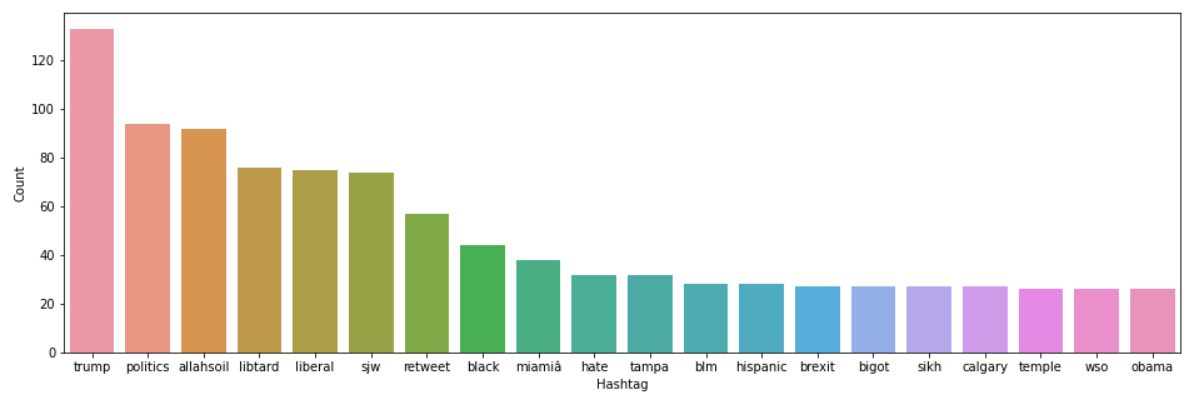 120
100
80
60
40
20
0
Count
trump politics allahsoil libtard liberal sjw retweet black miamiâ hate tampa blm hispanic brexit bigot sikh calgary temple wso obama
Hashtag